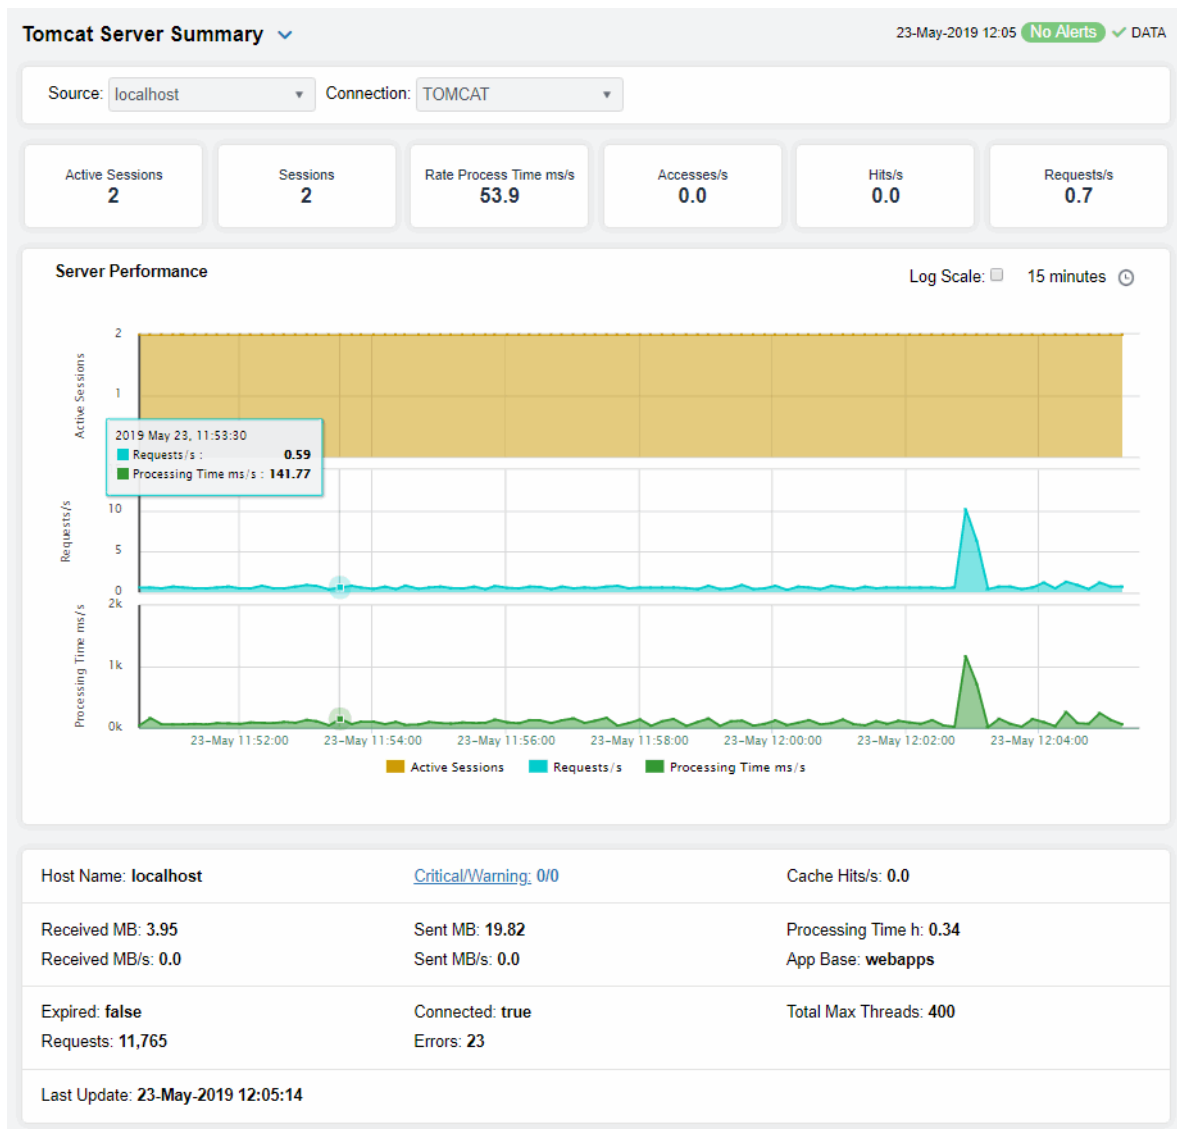 Tomcat Server Summary
23-May-2019 12:05 No Alerts DATA
Source: localhost Connection: TOMCAT
Active Sessions
2
Sessions
2
Rate Process Time ms/s
53.9
Accesses/s
0.0
Hits/s
0.0
Requests/s
0.7
Server Performance
Log Scale: 15 minutes
Active Sessions
2
1
2019 May 23, 11:53:30
Requests/s : 0.59
Processing Time ms/s : 141.77
Requests/s
10
5
0
Processing Time ms/s
2k
1k
0k
23-May 11:52:00 23-May 11:54:00 23-May 11:56:00 23-May 11:58:00 23-May 12:00:00 23-May 12:02:00 23-May 12:04:00
Active Sessions Requests/s Processing Time ms/s
Host Name: localhost Critical/Warning: 0/0 Cache Hits/s: 0.0
Received MB: 3.95 Sent MB: 19.82 Processing Time h: 0.34
Received MB/s: 0.0 Sent MB/s: 0.0 App Base: webapps
Expired: false Connected: true Total Max Threads: 400
Requests: 11,765 Errors: 23
Last Update: 23-May-2019 12:05:14